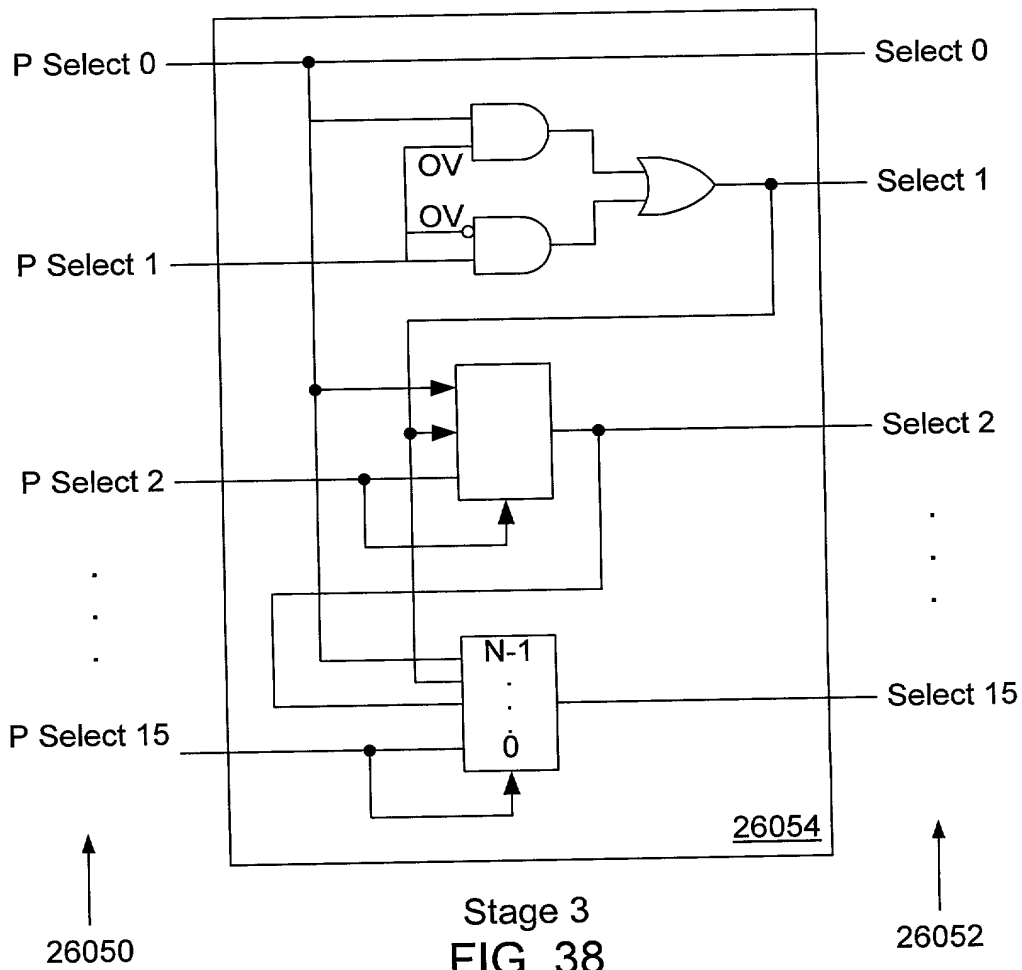 P Select 0
Select 0
OV
Select 1
OV
P Select 1
Select 2
P Select 2
N-1
Select 15
P Select 15
0
26054
Stage 3
26050
26052
FIG. 38